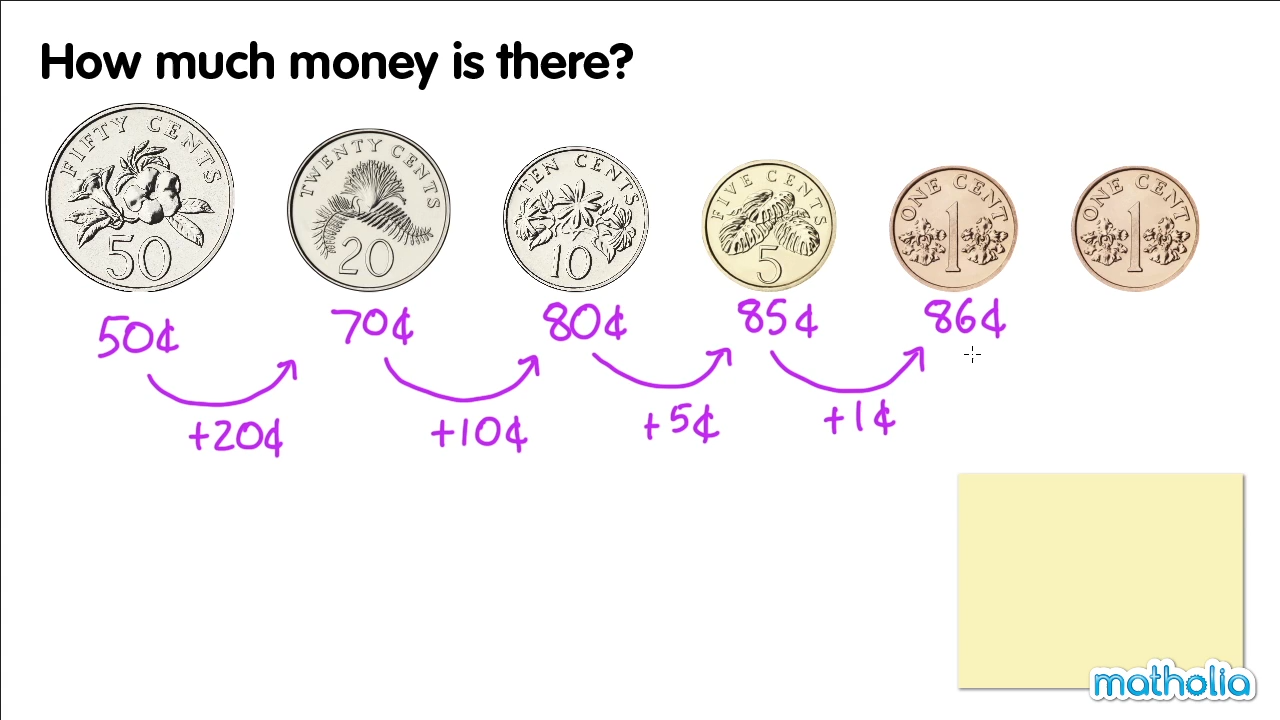 How much money is there?
FIFTY CENTS
50
TWENTY CENTS
20
TEN CENTS
10
FIVE CENTS
5
ONE CENT
1
ONE CENT
1
50¢
70¢
80¢
85¢
86¢
+20¢
+10¢
+5¢
+1¢
matholia